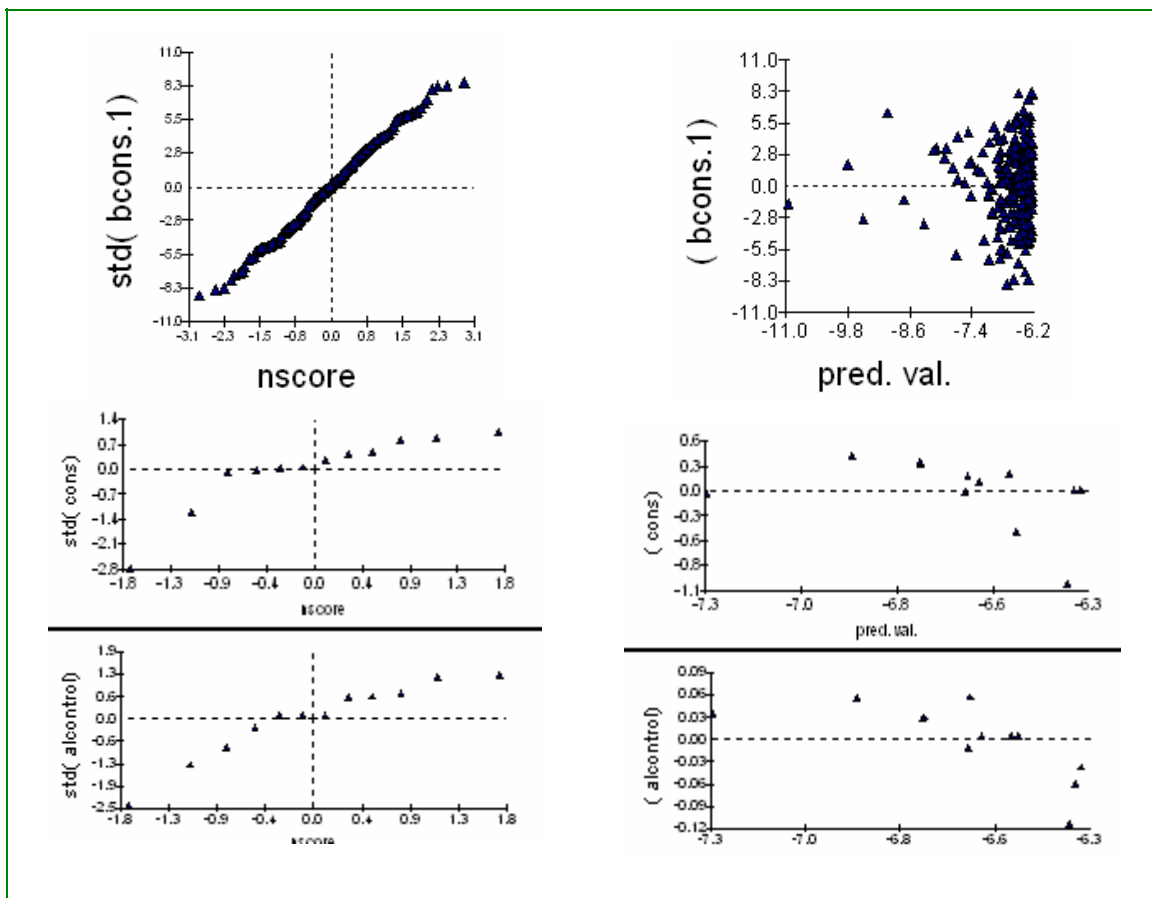 11.0
8.3
5.5
2.8
0.0
-2.8
-5.5
-8.3
-11.0
-3.1 -2.3 -1.5 -0.8 0.0 0.8 1.5 2.3 3.1
std( bcons.1)
nscore
11.0
8.3
5.5
2.8
0.0
-2.8
-5.5
-8.3
-11.0
-11.0 -9.8 -8.6 -7.4 -6.2
( bcons.1)
pred. val.
1.4
0.7
0.0
-0.7
-1.4
-2.1
-2.8
-1.8 -1.3 -0.9 -0.4 0.0 0.4 0.9 1.3 1.8
std( cons)
nscore
0.6
0.3
0.0
-0.3
-0.6
-0.8
-1.1
-7.3 -7.0 -6.8 -6.6 -6.3
( cons)
pred. val.
1.9
1.3
0.6
0.0
-0.6
-1.3
-1.9
-2.5
-1.8 -1.3 -0.9 -0.4 0.0 0.4 0.9 1.3 1.8
std( alcontrol)
nscore
0.09
0.06
0.03
0.00
-0.03
-0.06
-0.09
-0.12
-7.3 -7.0 -6.8 -6.6 -6.3
( alcontrol)